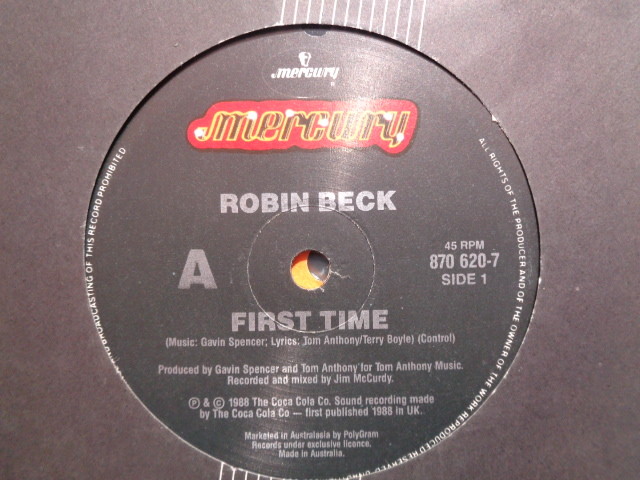 mercury
mercury
ROBIN BECK
A
45 RPM
870 620-7
SIDE 1
FIRST TIME
(Music: Gavin Spencer; Lyrics: Tom Anthony/Terry Boyle) (Control)
Produced by Gavin Spencer and Tom Anthony for Tom Anthony Music.
Recorded and mixed by Jim McCurdy.
Ⓟ & © 1988 The Coca Cola Co. Sound recording made
by The Coca Cola Co — first published 1988 in UK.
Marketed in Australasia by PolyGram
Records under exclusive licence.
Made in Australia.
ALL RIGHTS OF THE PRODUCER AND OF THE OWNER OF THE WORK REPRODUCED RESERVED
BROADCASTING OF THIS RECORD PROHIBITED